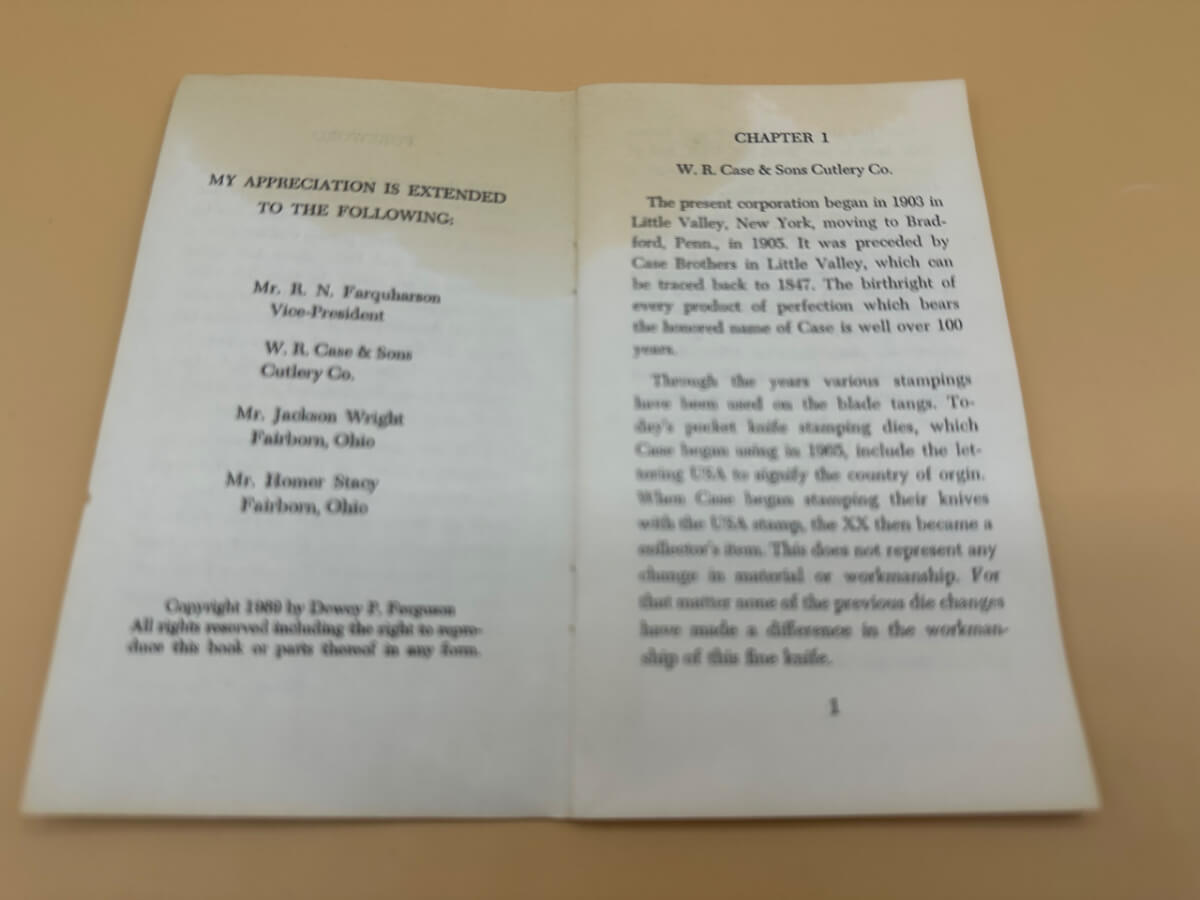 MY APPRECIATION IS EXTENDED
TO THE FOLLOWING:
Mr. R. N. Farquharson
Vice-President
W. R. Case & Sons
Cutlery Co.
Mr. Jackson Wright
Fairborn, Ohio
Mr. Homer Stacy
Fairborn, Ohio
Copyright by Dewey P. Ferguson
All rights reserved including the right to repro-
duce this book or parts thereof in any form.
CHAPTER 1
W. R. Case & Sons Cutlery Co.
The present corporation began in 1903 in
Little Valley, New York, moving to Brad-
ford, Penn., in 1905. It was preceded by
Case Brothers in Little Valley, which can
be traced back to 1847. The birthright of
every product of perfection which bears
the honored name of Case is well over 100
years.
Through the years various stampings
have been used on the blade tangs. To-
day's pocket knife stamping dies, which
Case began using in 1965, include the let-
tering USA to signify the country of orgin.
When Case began stamping their knives
with the USA stamp, the XX then became a
collector's item. This does not represent any
change in material or workmanship. For
that matter none of the previous die changes
have made a difference in the workman-
ship of this fine knife.
1